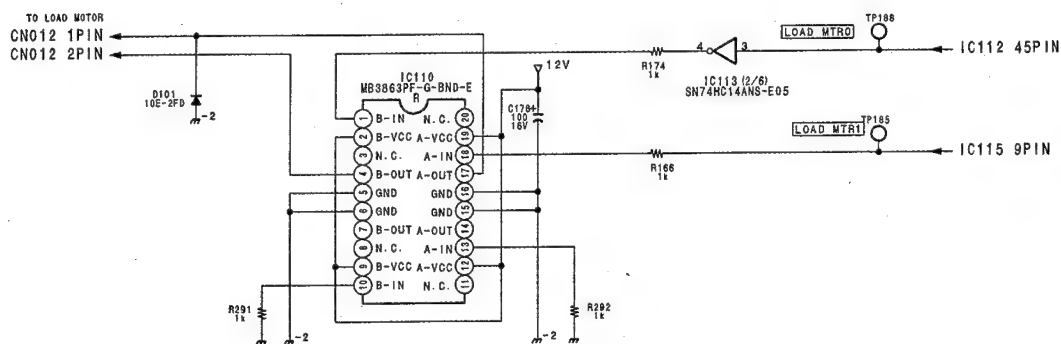 TO LOAD MOTOR
CN012 1PIN
CN012 2PIN
D101
10E-2FD
-2
IC110
MB3863PF-G-BND-E
R
1 B-IN N.C. 20
2 B-VCC A-VCC 19
3 N.C. A-IN 18
4 B-OUT A-OUT 17
5 GND GND 16
6 GND GND 15
7 B-OUT A-OUT 14
8 N.C. A-IN 13
9 B-VCC A-VCC 12
10 B-IN N.C. 11
12V
C178+
100
16V
R174
1k
4
3
IC113 (2/6)
SN74HC14ANS-E05
LOAD MTR0
TP188
IC112 45PIN
LOAD MTR1
TP185
IC115 9PIN
R166
1k
R291
1k
-2
-2
R292
1k